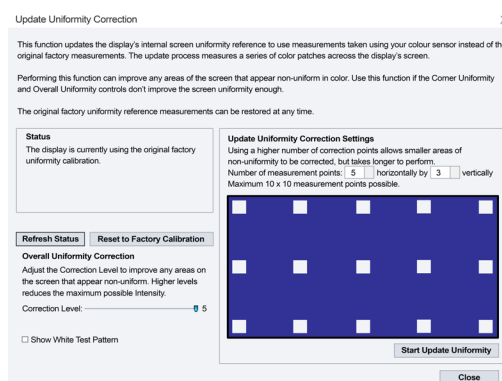 Update Uniformity Correction
This function updates the display's internal screen uniformity reference to use measurements taken using your colour sensor instead of th
original factory measurements. The update process measures a series of color patches acreoss the display's screen.
Performing this function can improve any areas of the screen that appear non-uniform in color. Use this function if the Corner Uniformity
and Overall Uniformity controls don't improve the screen uniformity enough.
The original factory uniformity reference measurements can be restored at any time.
Status
The display is currently using the original factory
uniformity calibration.
Refresh Status Reset to Factory Calibration
Overall Uniformity Correction
Adjust the Correction Level to improve any areas on
the screen that appear non-uniform. Higher levels
reduces the maximum possible Intensity.
Correction Level: 5
Show White Test Pattern
Update Uniformity Correction Settings
Using a higher number of correction points allows smaller areas of
non-uniformity to be corrected, but takes longer to perform.
Number of measurement points: 5 horizontally by 3 vertically
Maximum 10 x 10 measurement points possible.
Start Update Uniformity
Close